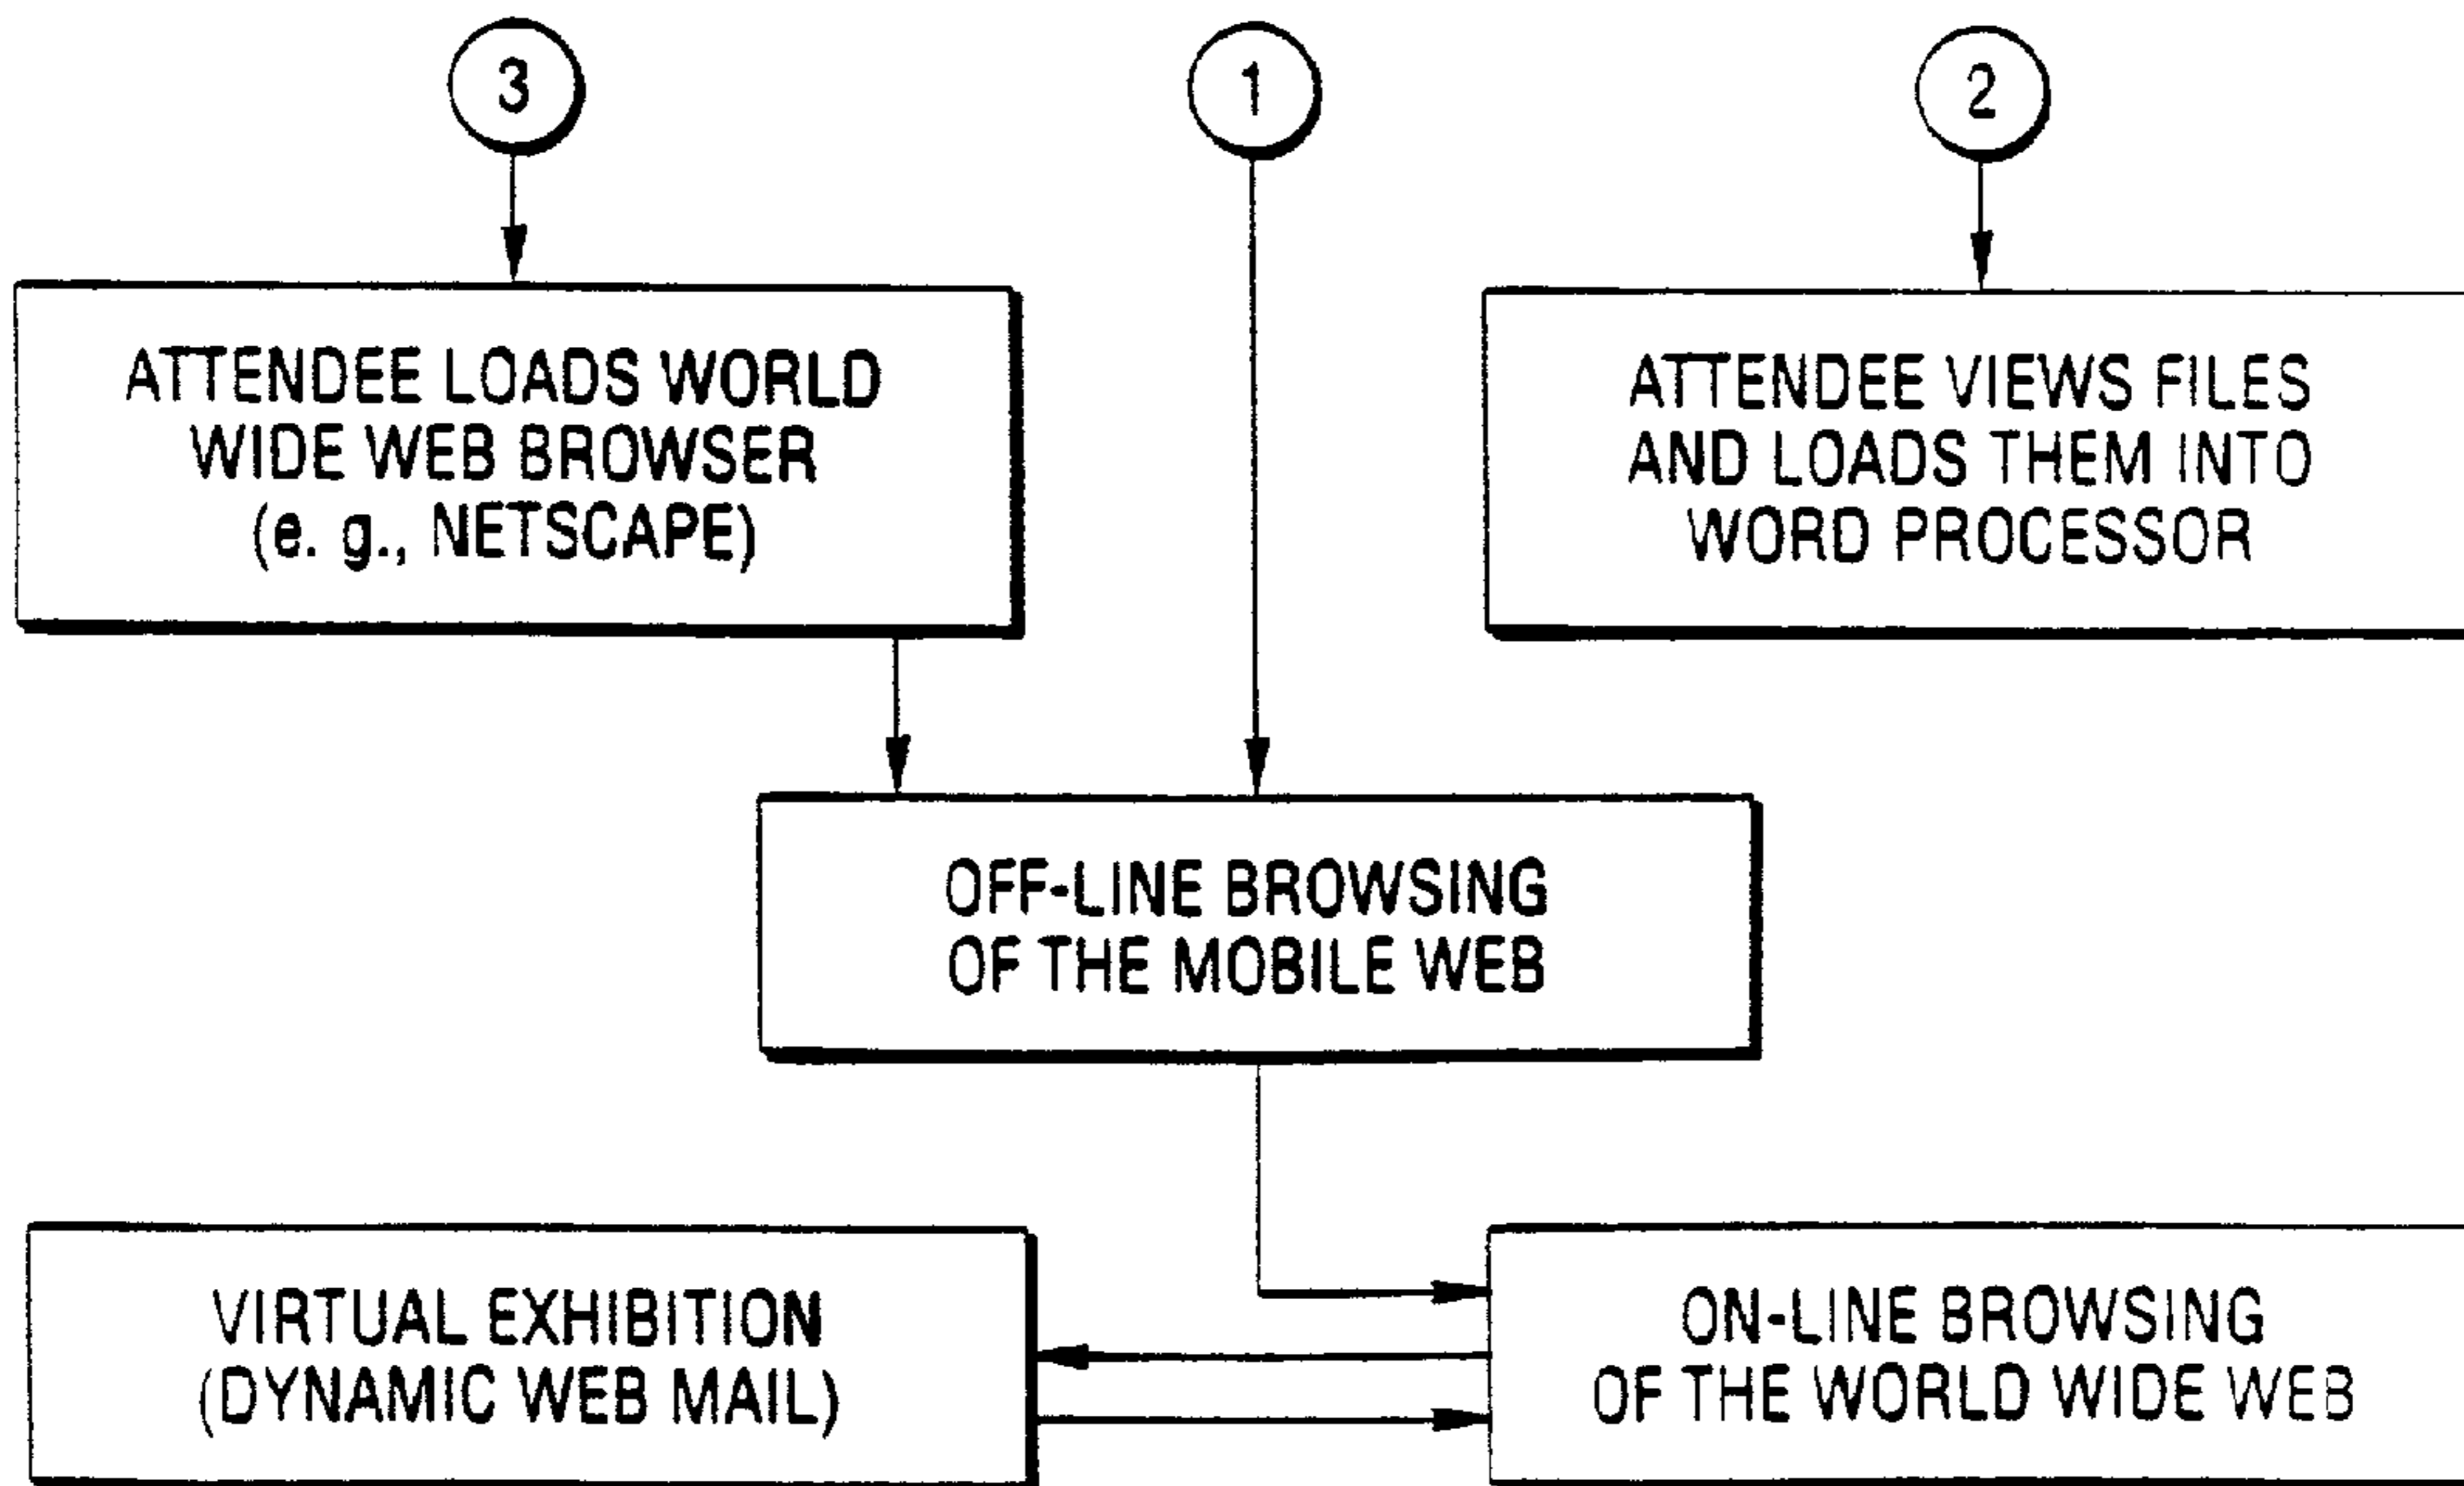 3
1
2
ATTENDEE LOADS WORLD
WIDE WEB BROWSER
(e. g., NETSCAPE)
ATTENDEE VIEWS FILES
AND LOADS THEM INTO
WORD PROCESSOR
OFF-LINE BROWSING
OF THE MOBILE WEB
VIRTUAL EXHIBITION
(DYNAMIC WEB MAIL)
ON-LINE BROWSING
OF THE WORLD WIDE WEB